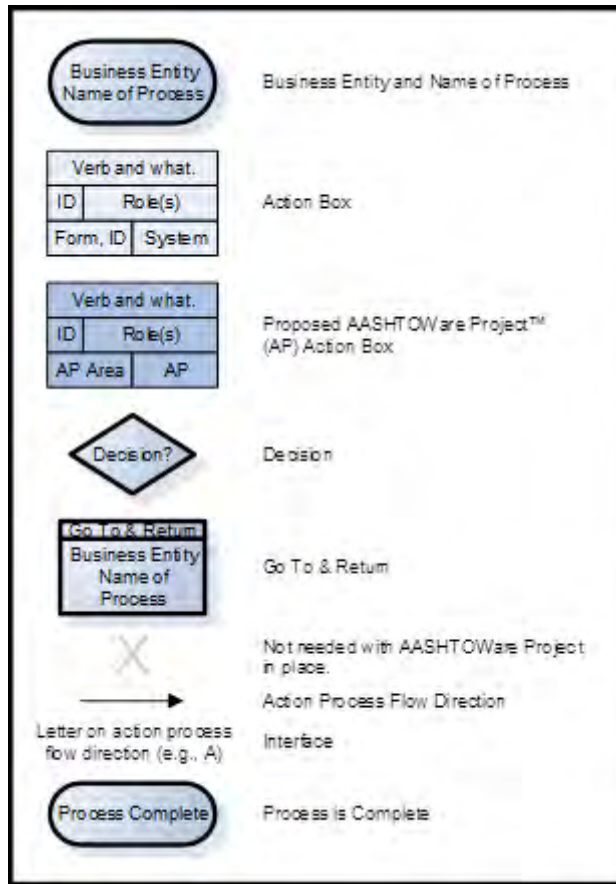 Business Entity
Name of Process
Business Entity and Name of Process
Verb and what.
ID Role(s)
Form, ID System
Action Box
Verb and what.
ID Role(s)
AP Area AP
Proposed AASHTOWare Project™
(AP) Action Box
Decision?
Decision
Go To & Return
Business Entity
Name of
Process
Go To & Return
X
Not needed with AASHTOWare Project
in place.
Action Process Flow Direction
Letter on action process
flow direction (e.g., A)
Interface
Process Complete
Process is Complete